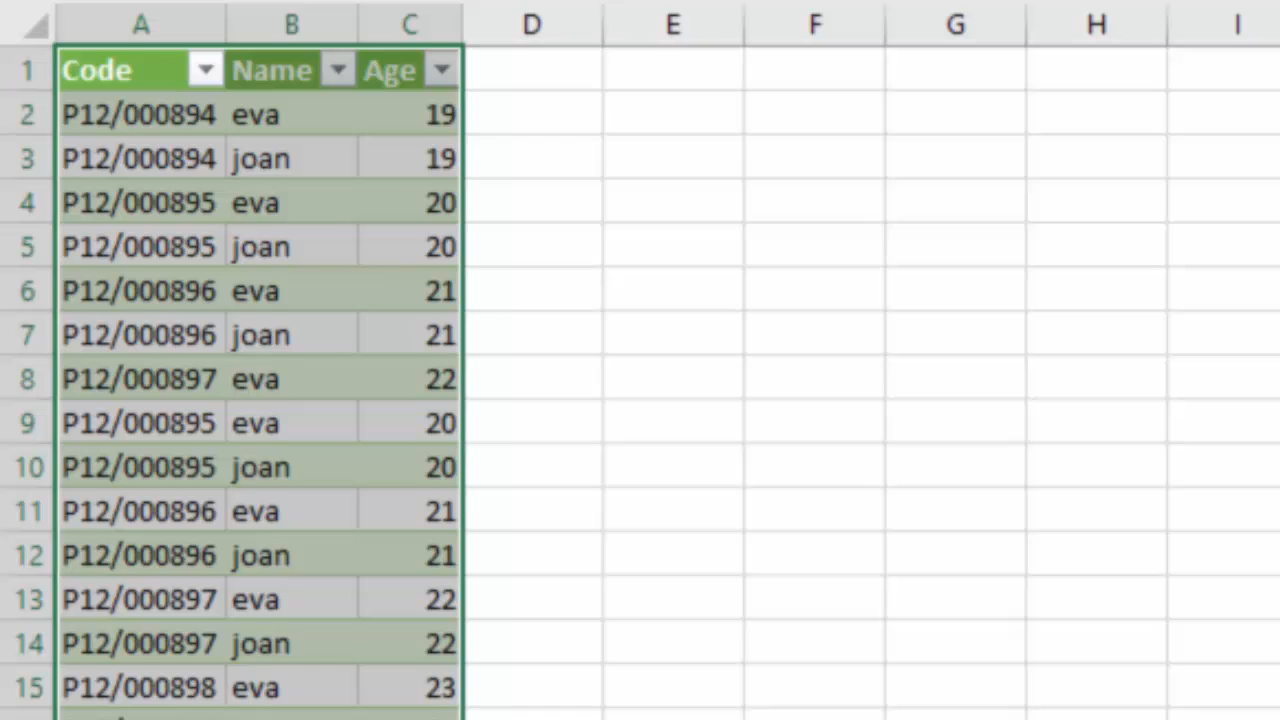 A B C D E F G H I
1 Code Name Age
2 P12/000894 eva 19
3 P12/000894 joan 19
4 P12/000895 eva 20
5 P12/000895 joan 20
6 P12/000896 eva 21
7 P12/000896 joan 21
8 P12/000897 eva 22
9 P12/000895 eva 20
10 P12/000895 joan 20
11 P12/000896 eva 21
12 P12/000896 joan 21
13 P12/000897 eva 22
14 P12/000897 joan 22
15 P12/000898 eva 23